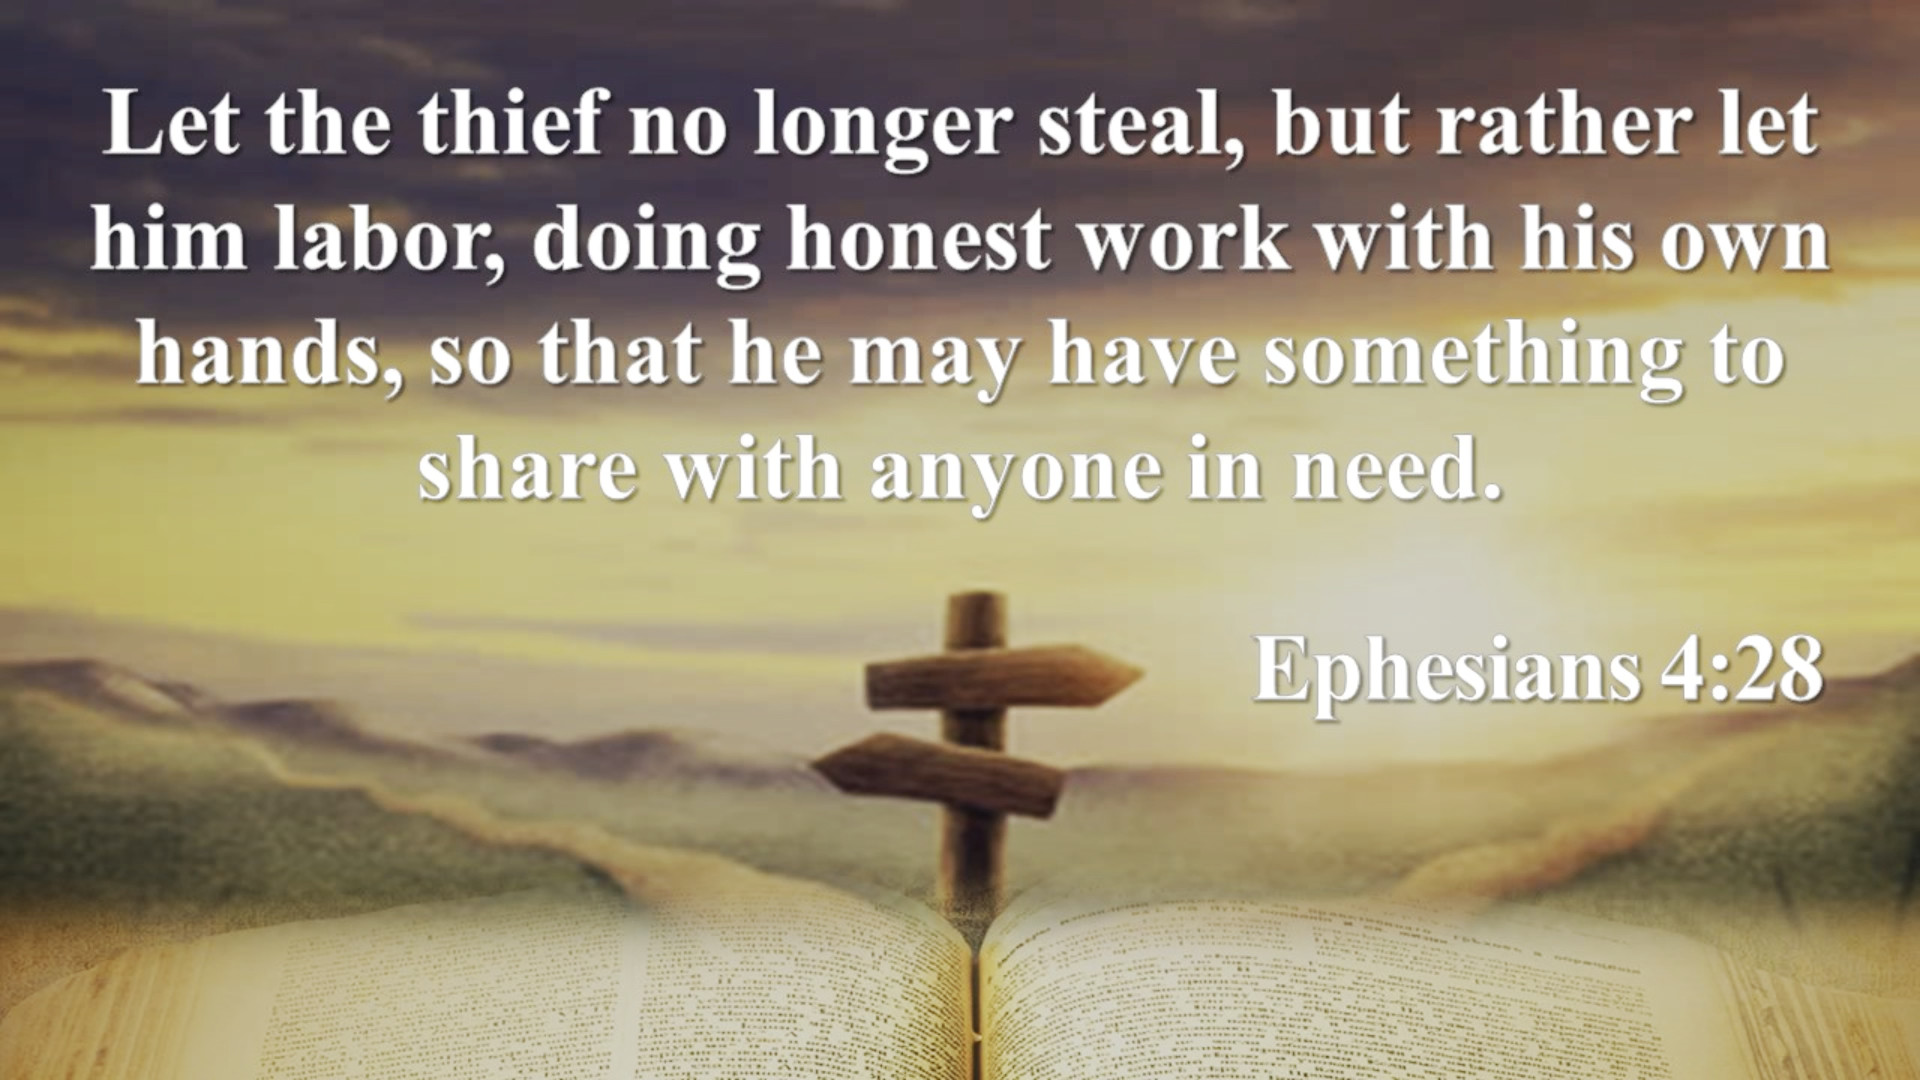 Let the thief no longer steal, but rather let
him labor, doing honest work with his own
hands, so that he may have something to
share with anyone in need.
Ephesians 4:28